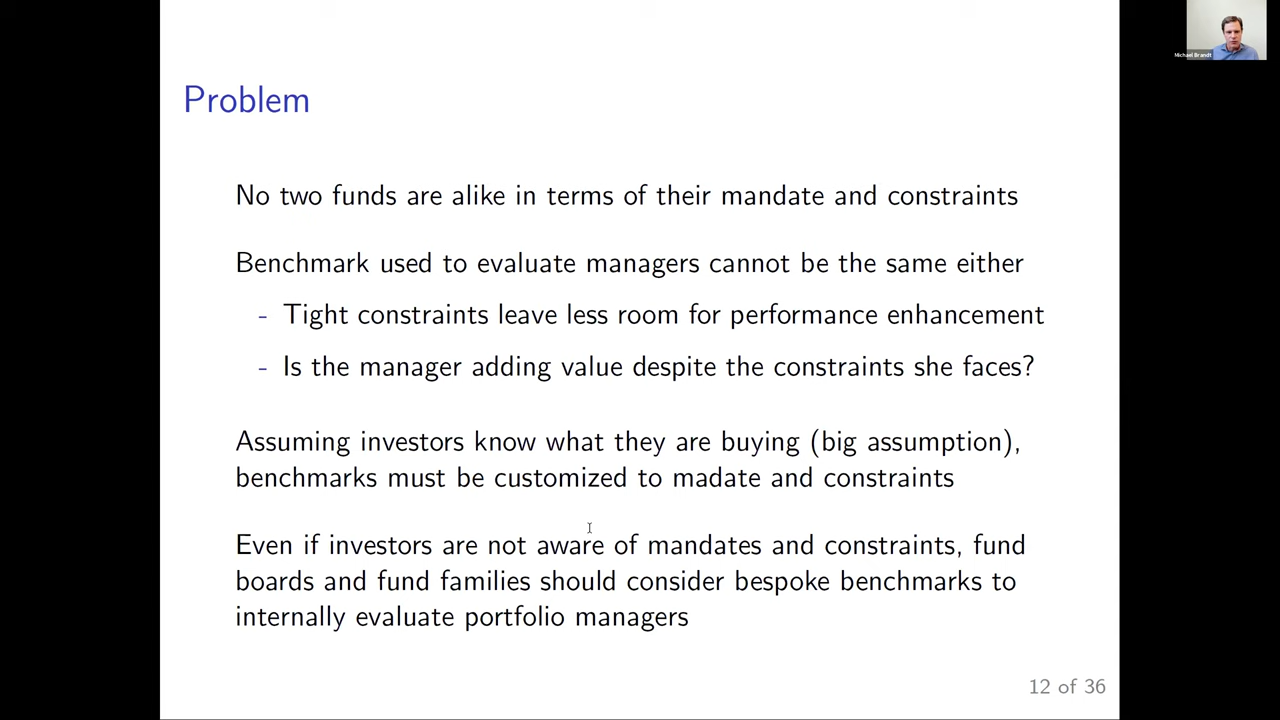 Michael Brandt
Problem
No two funds are alike in terms of their mandate and constraints
Benchmark used to evaluate managers cannot be the same either
- Tight constraints leave less room for performance enhancement
- Is the manager adding value despite the constraints she faces?
Assuming investors know what they are buying (big assumption),
benchmarks must be customized to madate and constraints
Even if investors are not aware of mandates and constraints, fund
boards and fund families should consider bespoke benchmarks to
internally evaluate portfolio managers
12 of 36